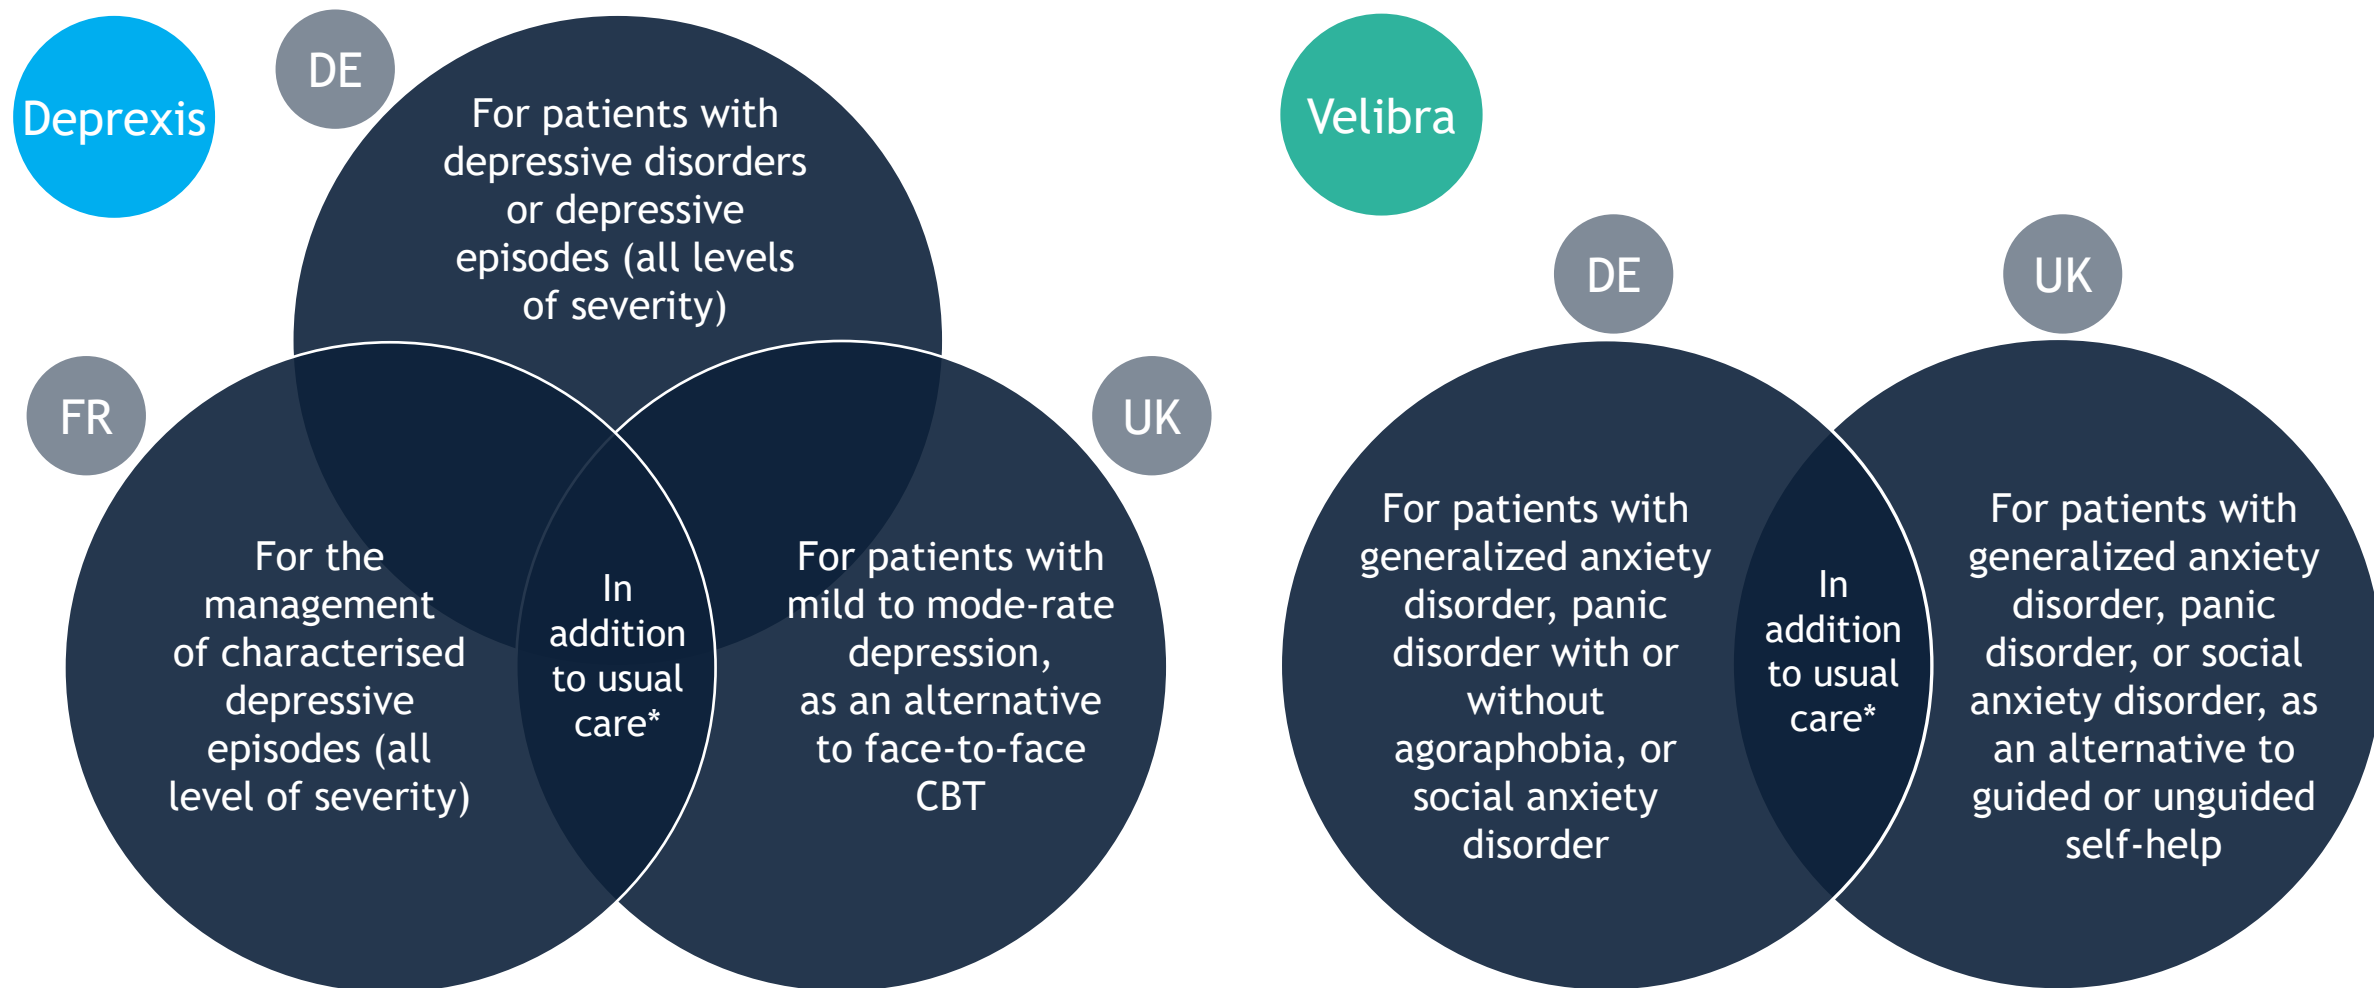 Deprexis
DE
For patients with
depressive disorders
or depressive
episodes (all levels
of severity)
FR
For the
management
of characterised
depressive
episodes (all
level of severity)
In
addition
to usual
care*
UK
For patients with
mild to mode-rate
depression,
as an alternative
to face-to-face
CBT
Velibra
DE
For patients with
generalized anxiety
disorder, panic
disorder with or
without
agoraphobia, or
social anxiety
disorder
In
addition
to usual
care*
UK
For patients with
generalized anxiety
disorder, panic
disorder, or social
anxiety disorder, as
an alternative to
guided or unguided
self-help